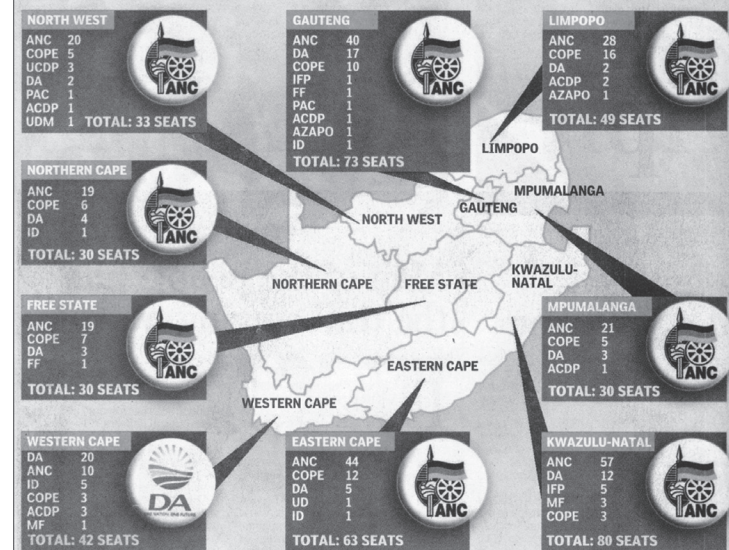 NORTH WEST
ANC 20
COPE 5
UCDP 3
DA 2
PAC 1
ACDP 1
UDM 1 TOTAL: 33 SEATS
ANC
GAUTENG
ANC 40
DA 17
COPE 10
IFP 1
FF 1
PAC 1
ACDP 1
AZAPO 1
ID 1
TOTAL: 73 SEATS
ANC
LIMPOPO
ANC 28
COPE 16
DA 2
ACDP 2
AZAPO 1
TOTAL: 49 SEATS
ANC
NORTHERN CAPE
ANC 19
COPE 6
DA 4
ID 1
TOTAL: 30 SEATS
ANC
LIMPOPO
MPUMALANGA
GAUTENG
NORTH WEST
NORTHERN CAPE
FREE STATE
KWAZULU-
NATAL
EASTERN CAPE
WESTERN CAPE
FREE STATE
ANC 19
COPE 7
DA 3
FF 1
TOTAL: 30 SEATS
ANC
MPUMALANGA
ANC 21
COPE 5
DA 3
ACDP 1
TOTAL: 30 SEATS
ANC
WESTERN CAPE
DA 20
ANC 10
ID 5
COPE 3
ACDP 3
MF 1
TOTAL: 42 SEATS
DA
ONE NATION. ONE FUTURE
EASTERN CAPE
ANC 44
COPE 12
DA 5
UD 1
ID 1
TOTAL: 63 SEATS
ANC
KWAZULU-NATAL
ANC 57
DA 12
IFP 5
MF 3
COPE 3
TOTAL: 80 SEATS
ANC